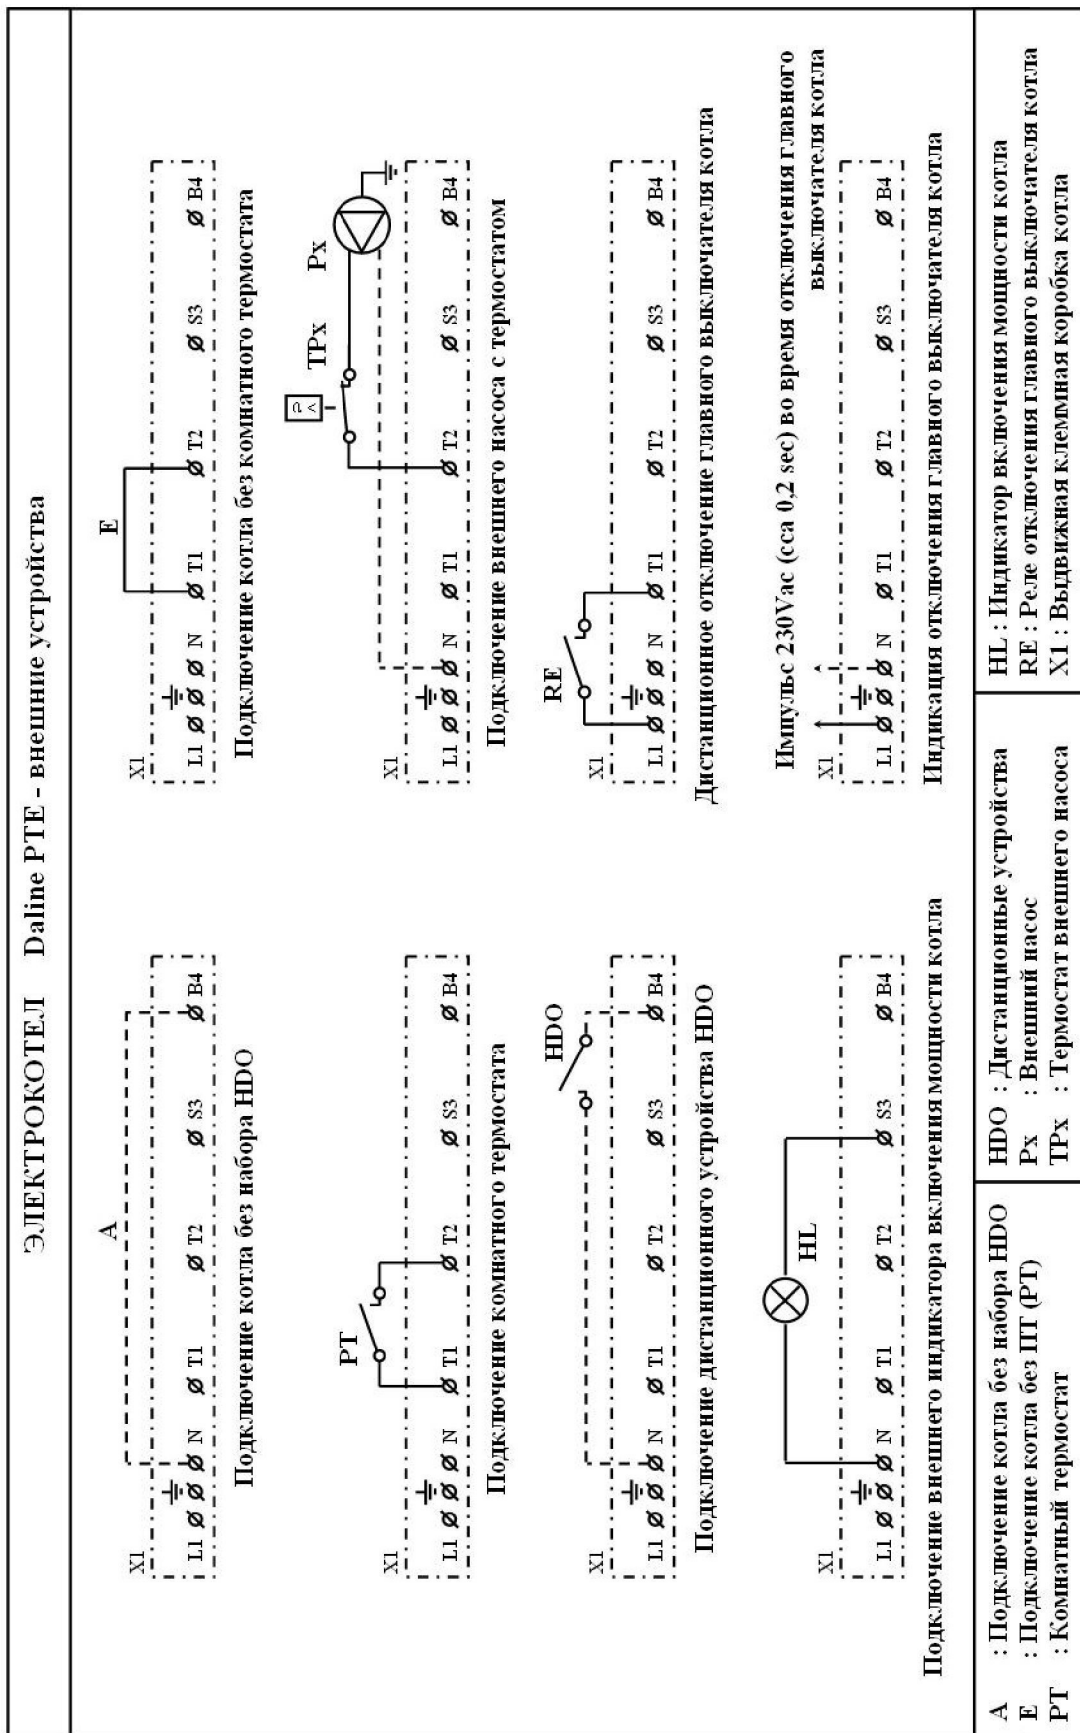 ЭЛЕКТРОКОТЕЛ Daline PTE - внешние устройства
A
X1
L1 N T1 T2 S3 B4
Подключение котла без набора HDO
E
X1
L1 N T1 T2 S3 B4
Подключение котла без комнатного термостата
PT
X1
L1 N T1 T2 S3 B4
Подключение комнатного термостата
TPx Px
X1
L1 N T1 T2 S3 B4
Подключение внешнего насоса с термостатом
HDO
X1
L1 N T1 T2 S3 B4
Подключение дистанционного устройства HDO
RE
X1
L1 N T1 T2 S3 B4
Дистанционное отключение главного выключателя котла
HL
X1
L1 N T1 T2 S3 B4
Подключение внешнего индикатора включения мощности котла
Импульс 230Vac (cca 0,2 sec) во время отключения главного
выключателя котла
X1
L1 N T1 T2 S3 B4
Индикация отключения главного выключателя котла
A : Подключение котла без набора HDO
E : Подключение котла без ПТ (PT)
PT : Комнатный термостат
HDO : Дистанционные устройства
Px : Внешний насос
TPx : Термостат внешнего насоса
HL : Индикатор включения мощности котла
RE : Реле отключения главного выключателя котла
X1 : Выдвижная клеммная коробка котла